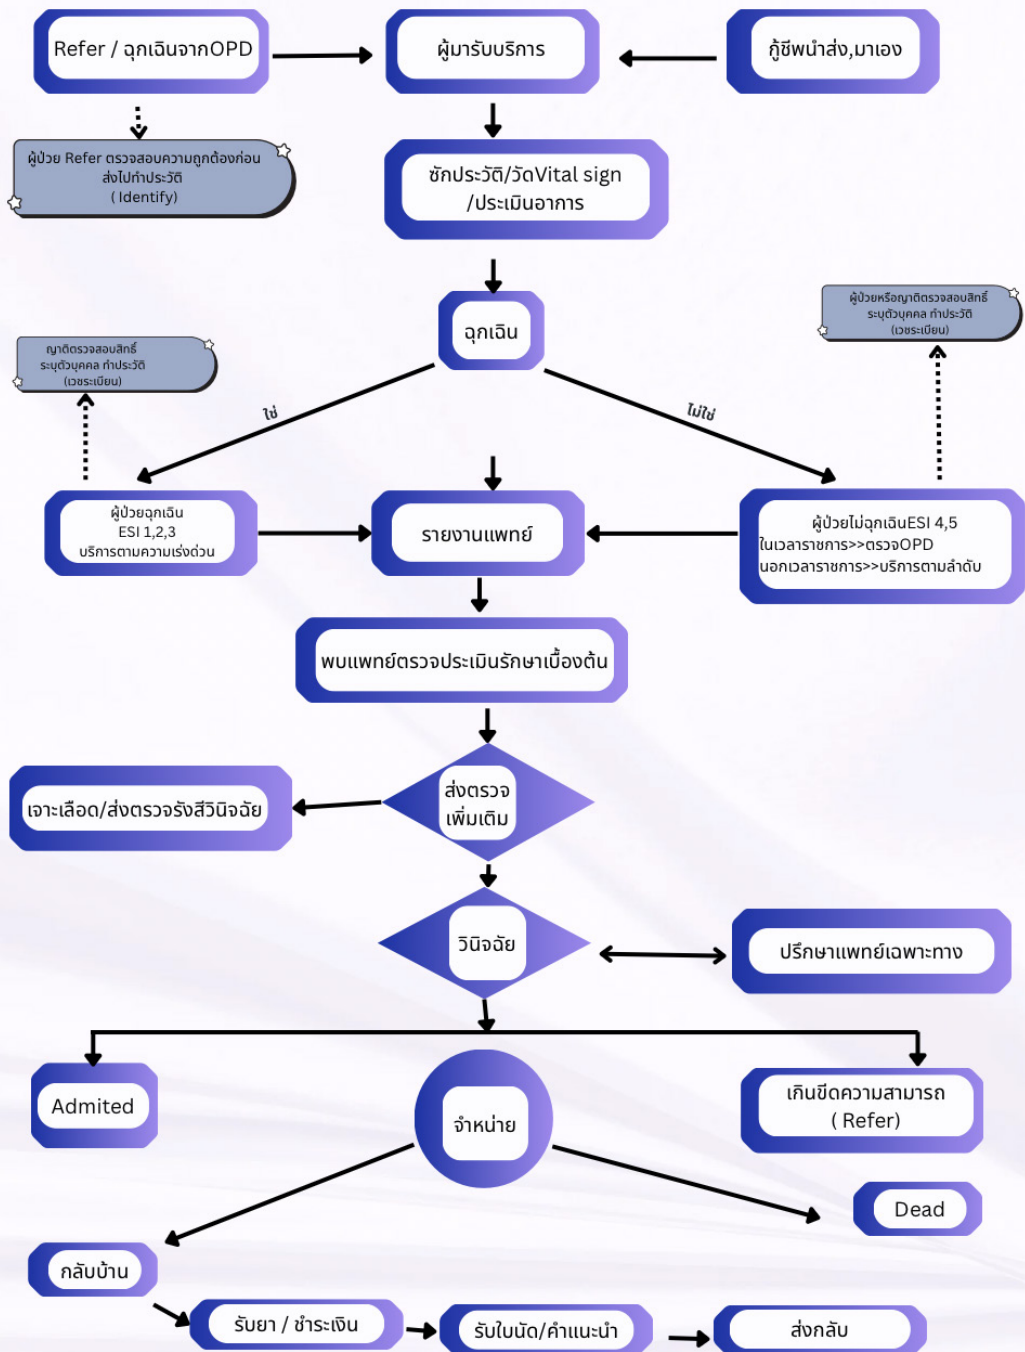 Refer / ฉุกเฉินจากOPD
ผู้มารับบริการ
กู้ชีพนำส่ง,มาเอง
ผู้ป่วย Refer ตรวจสอบความถูกต้องก่อน
ส่งไปทำประวัติ
( Identify)
ซักประวัติ/วัดVital sign
/ประเมินอาการ
ฉุกเฉิน
ผู้ป่วยหรือญาติตรวจสอบสิทธิ์
ระบุตัวบุคคล ทำประวัติ
(เวชระเบียน)
ญาติตรวจสอบสิทธิ์
ระบุตัวบุคคล ทำประวัติ
(เวชระเบียน)
ใช่
ไม่ใช่
ผู้ป่วยฉุกเฉิน
ESI 1,2,3
บริการตามความเร่งด่วน
รายงานแพทย์
ผู้ป่วยไม่ฉุกเฉินESI 4,5
ในเวลาราชการ>>ตรวจOPD
นอกเวลาราชการ>>บริการตามลำดับ
พบแพทย์ตรวจประเมินรักษาเบื้องต้น
ส่งตรวจ
เพิ่มเติม
เจาะเลือด/ส่งตรวจรังสีวินิจฉัย
วินิจฉัย
ปรึกษาแพทย์เฉพาะทาง
Admited
จำหน่าย
เกินขีดความสามารถ
( Refer)
Dead
กลับบ้าน
รับยา / ชำระเงิน
รับใบนัด/คำแนะนำ
ส่งกลับ